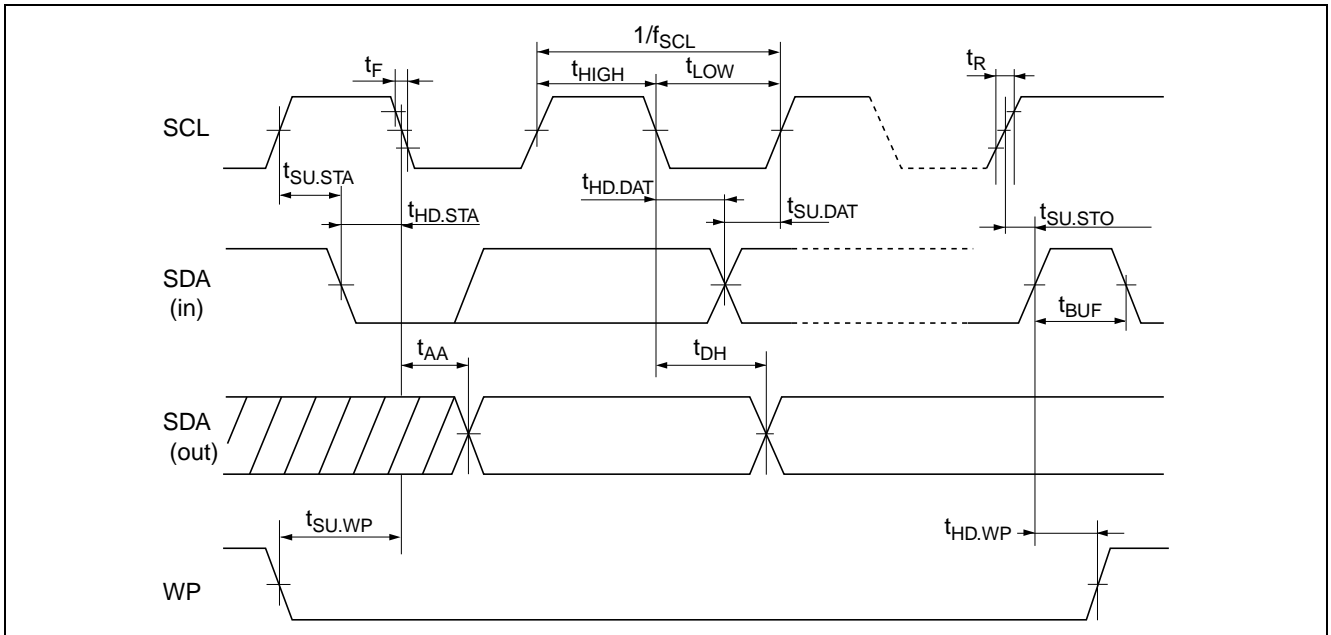 1/fSCL
tF
tHIGH
tLOW
tR
SCL
tSU.STA
tHD.STA
tHD.DAT
tSU.DAT
tSU.STO
SDA
(in)
tBUF
tAA
tDH
SDA
(out)
tSU.WP
tHD.WP
WP